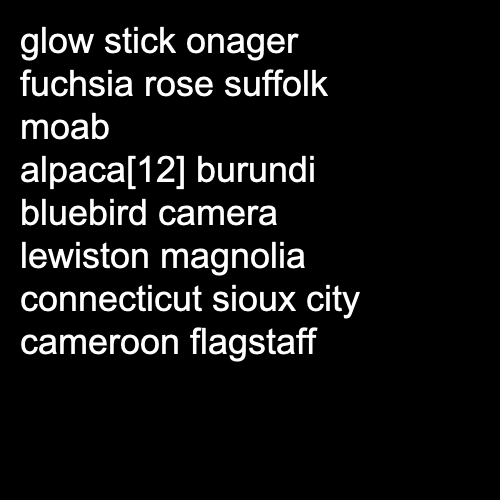 glow stick onager
fuchsia rose suffolk
moab
alpaca[12] burundi
bluebird camera
lewiston magnolia
connecticut sioux city
cameroon flagstaff